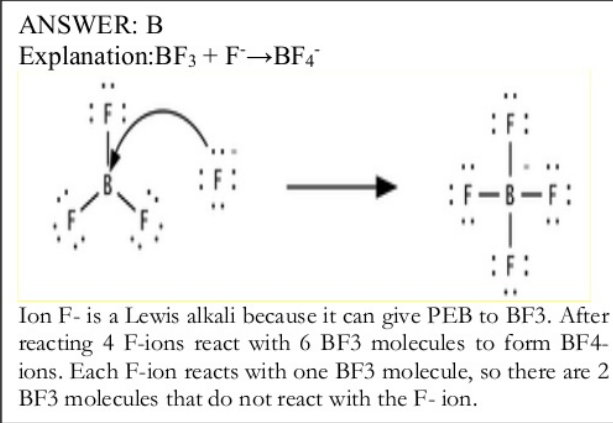 ANSWER: B
Explanation:BF₃ + F⁻→BF₄⁻
:F:
:F:
B
F
F
:F:
:F—B—F:
:F:
Ion F- is a Lewis alkali because it can give PEB to BF3. After
reacting 4 F-ions react with 6 BF3 molecules to form BF4-
ions. Each F-ion reacts with one BF3 molecule, so there are 2
BF3 molecules that do not react with the F- ion.